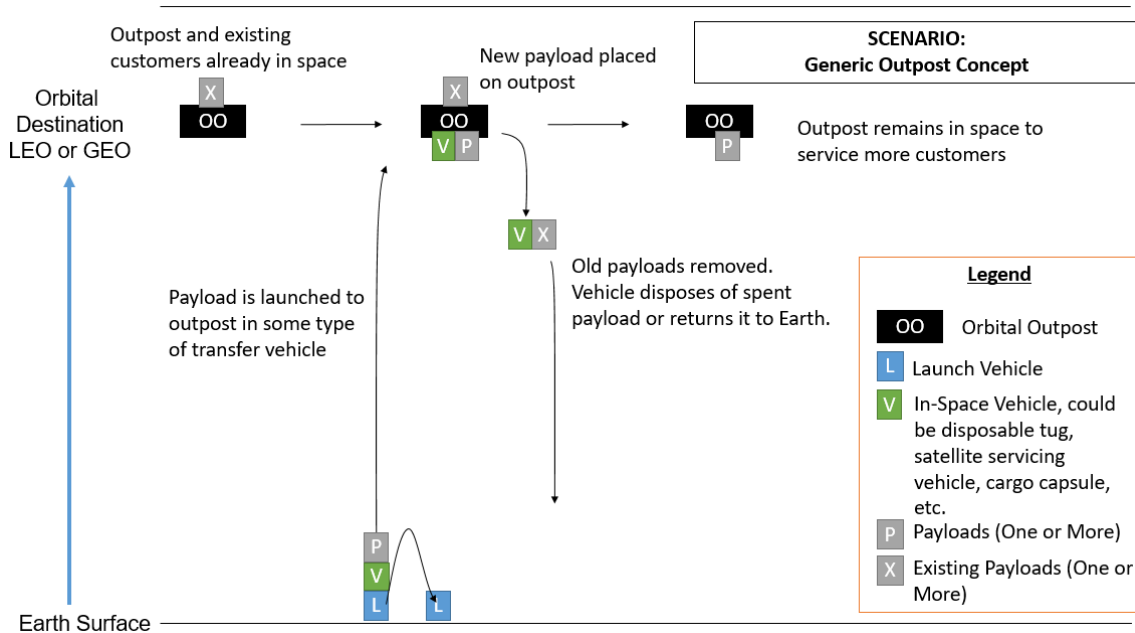 SCENARIO:
Generic Outpost Concept
Outpost and existing
customers already in space
New payload placed
on outpost
Orbital
Destination
LEO or GEO
X
OO
X
OO
V P
OO
P
Outpost remains in space to
service more customers
V X
Payload is launched to
outpost in some type
of transfer vehicle
Old payloads removed.
Vehicle disposes of spent
payload or returns it to Earth.
P
V
L
L
Earth Surface
Legend
OO Orbital Outpost
L Launch Vehicle
V In-Space Vehicle, could
be disposable tug,
satellite servicing
vehicle, cargo capsule,
etc.
P Payloads (One or More)
X Existing Payloads (One or
More)